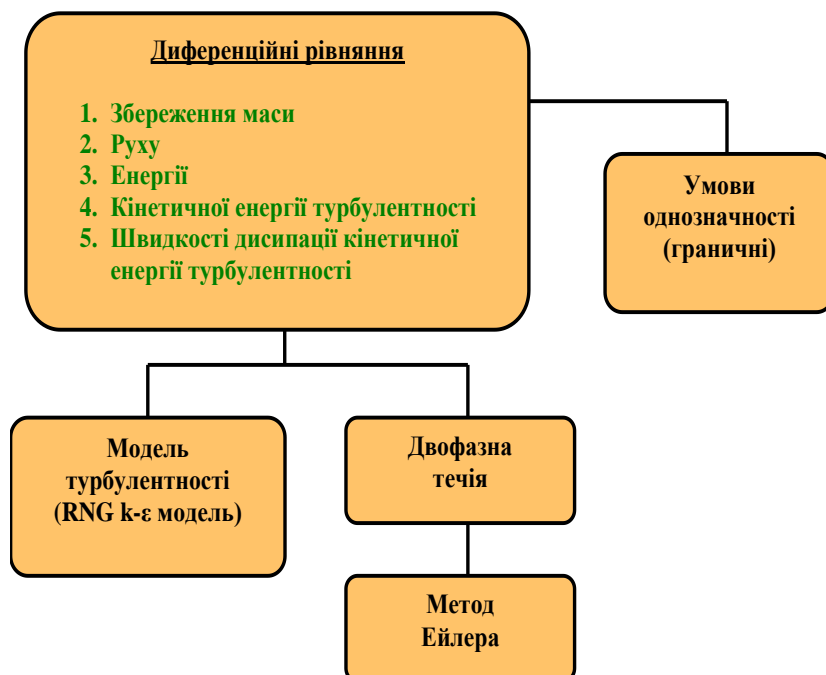 Диференційні рівняння
1. Збереження маси
2. Руху
3. Енергії
4. Кінетичної енергії турбулентності
5. Швидкості дисипації кінетичної
енергії турбулентності
Умови
однозначності
(граничні)
Модель
турбулентності
(RNG k-ε модель)
Двофазна
течія
Метод
Ейлера